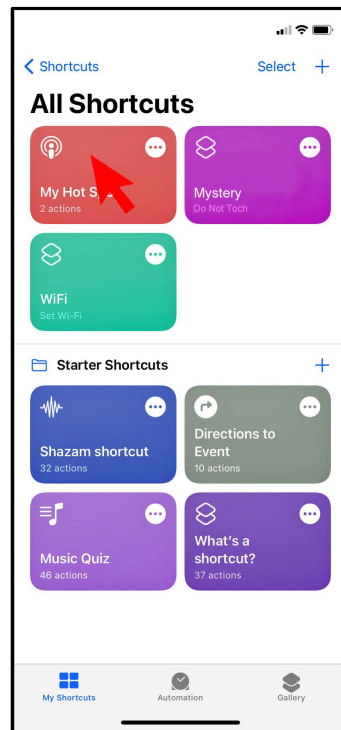 Shortcuts
Select
All Shortcuts
My Hot
2 actions
Mystery
Do Not Toch
WiFi
Set Wi-Fi
Starter Shortcuts
Shazam shortcut
32 actions
Directions to
Event
10 actions
Music Quiz
46 actions
What's a
shortcut?
37 actions
My Shortcuts
Automation
Gallery